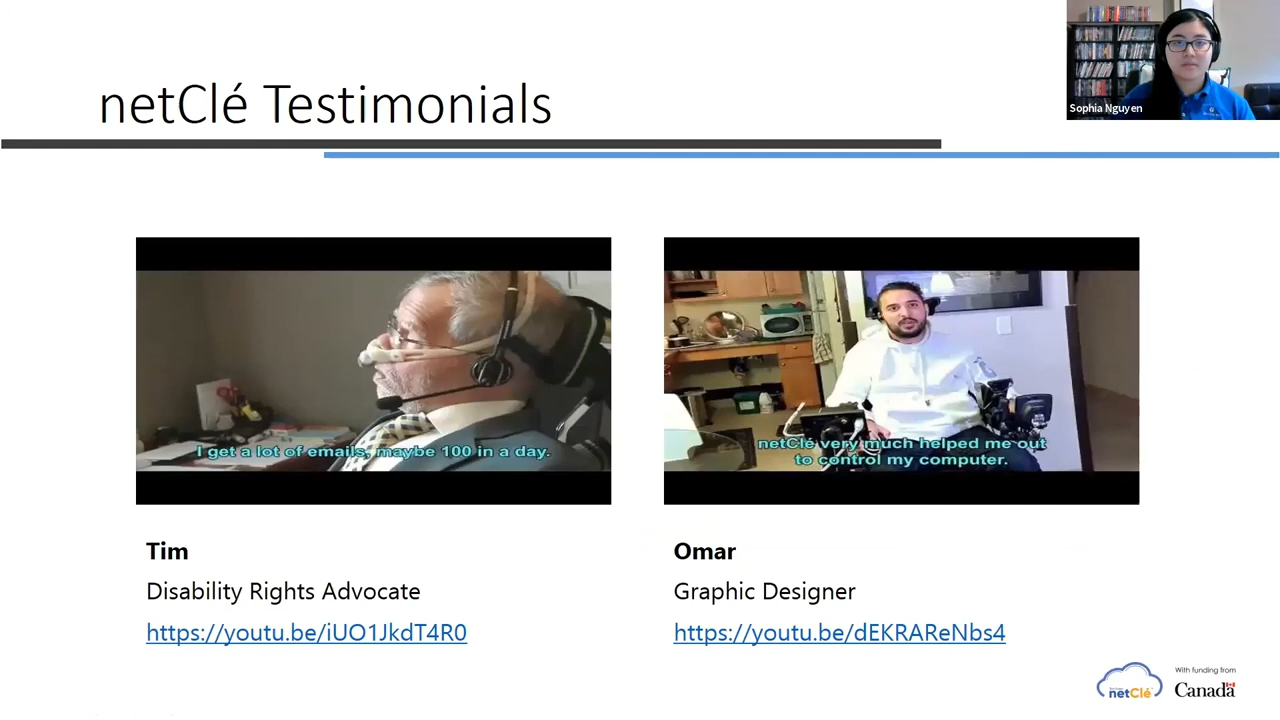 netClé Testimonials
Sophia Nguyen
I get a lot of emails, maybe 100 in a day.
netClé very much helped me out
to control my computer.
Tim
Disability Rights Advocate
https://youtu.be/iUO1JkdT4R0
Omar
Graphic Designer
https://youtu.be/dEKRAReNbs4
netClé
With funding from
Canada